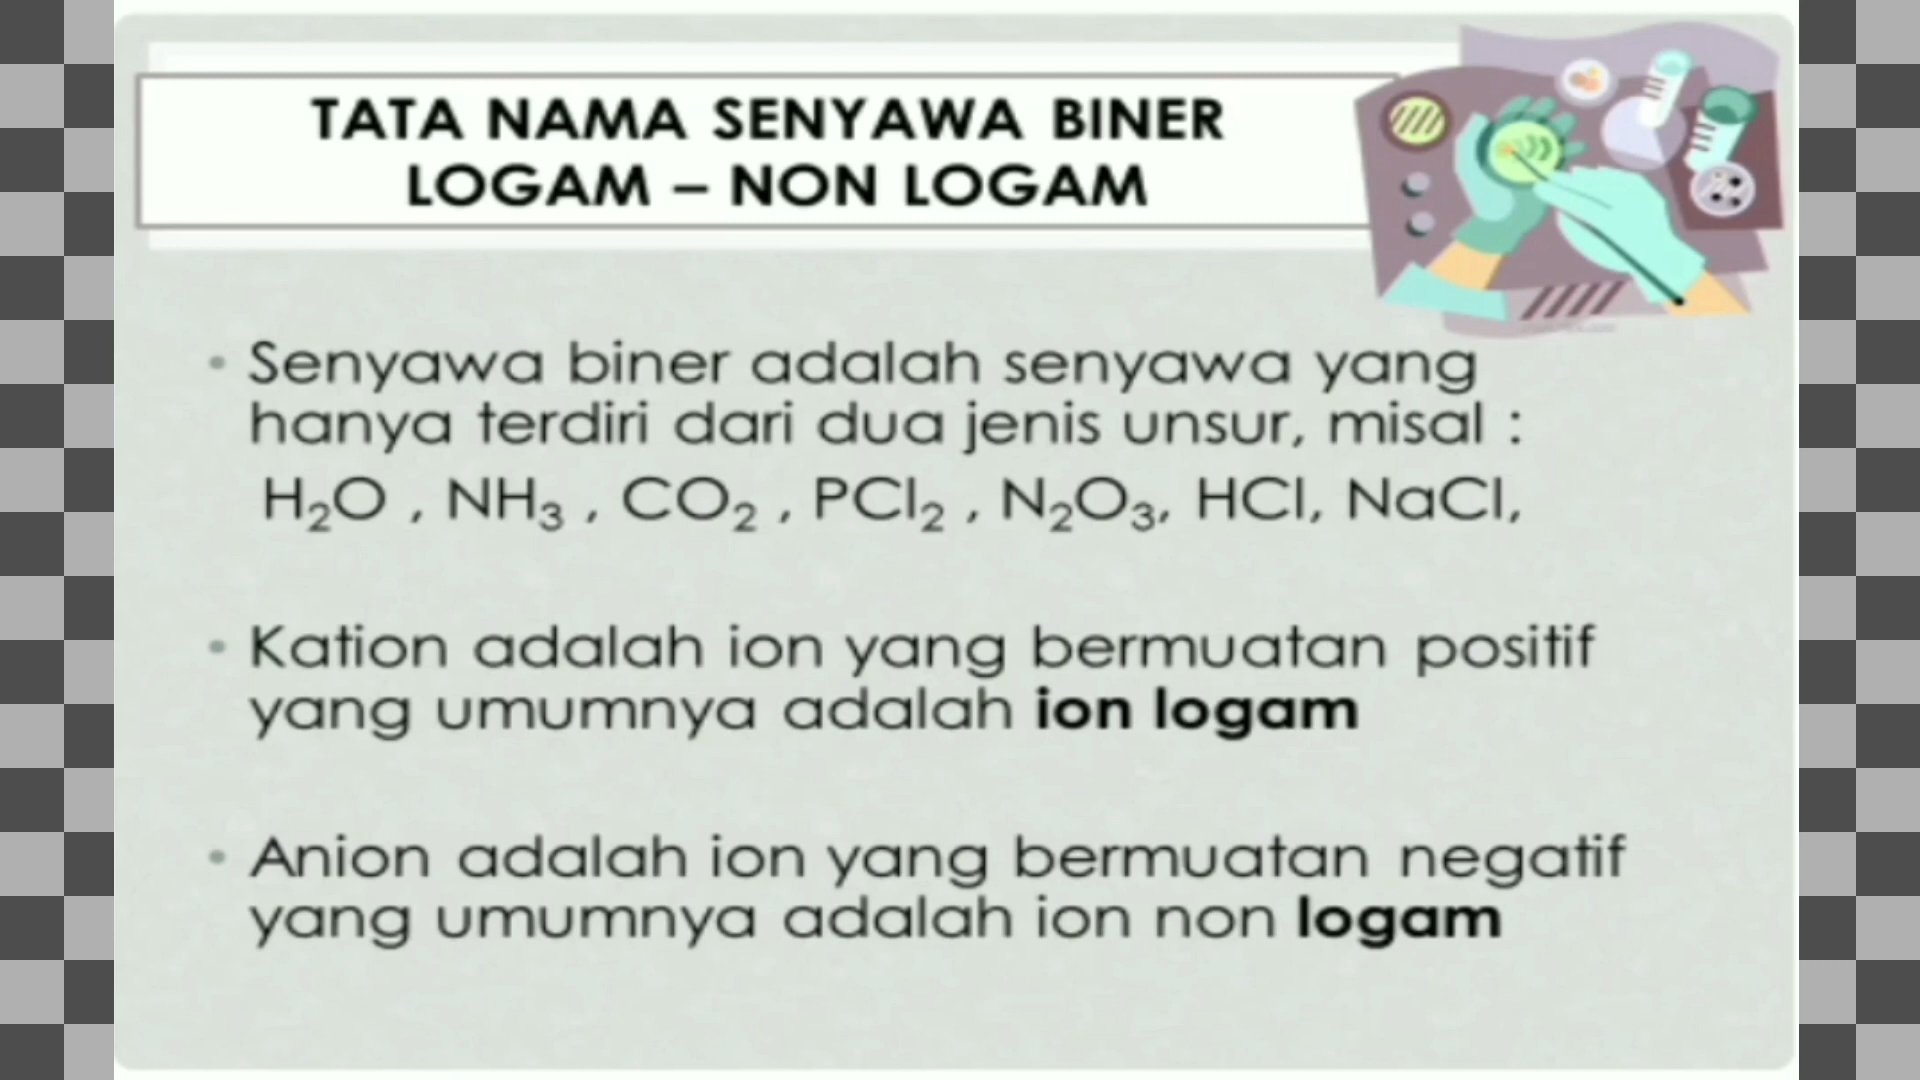 TATA NAMA SENYAWA BINER
LOGAM – NON LOGAM
• Senyawa biner adalah senyawa yang
hanya terdiri dari dua jenis unsur, misal :
H₂O , NH₃ , CO₂ , PCl₂ , N₂O₃, HCl, NaCl,
• Kation adalah ion yang bermuatan positif
yang umumnya adalah ion logam
• Anion adalah ion yang bermuatan negatif
yang umumnya adalah ion non logam